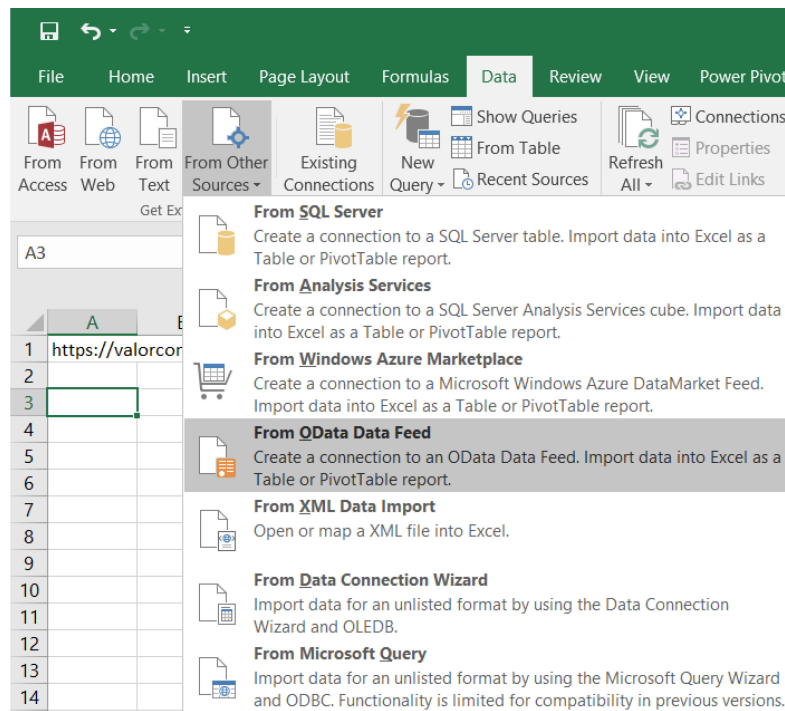 File Home Insert Page Layout Formulas Data Review View Power Pivot
Show Queries Connections
From Table Properties
Recent Sources Edit Links
From From From From Other Existing New Refresh
Access Web Text Sources Connections Query All
Get Ex
From SQL Server
Create a connection to a SQL Server table. Import data into Excel as a
Table or PivotTable report.
A3
From Analysis Services
Create a connection to a SQL Server Analysis Services cube. Import data
into Excel as a Table or PivotTable report.
A
1 https://valorcor
From Windows Azure Marketplace
Create a connection to a Microsoft Windows Azure DataMarket Feed.
Import data into Excel as a Table or PivotTable report.
2
3
From OData Data Feed
Create a connection to an OData Data Feed. Import data into Excel as a
Table or PivotTable report.
4
5
6
From XML Data Import
Open or map a XML file into Excel.
7
8
9
From Data Connection Wizard
Import data for an unlisted format by using the Data Connection
Wizard and OLEDB.
10
11
12
From Microsoft Query
Import data for an unlisted format by using the Microsoft Query Wizard
and ODBC. Functionality is limited for compatibility in previous versions.
13
14